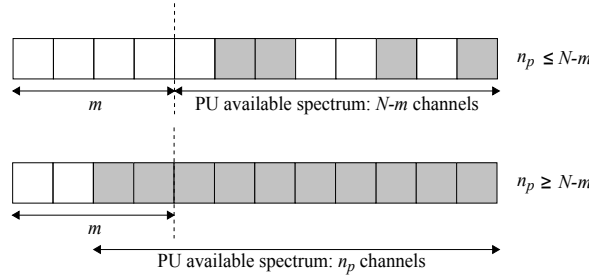 n_p ≤ N-m
m
PU available spectrum: N-m channels
n_p ≥ N-m
m
PU available spectrum: n_p channels